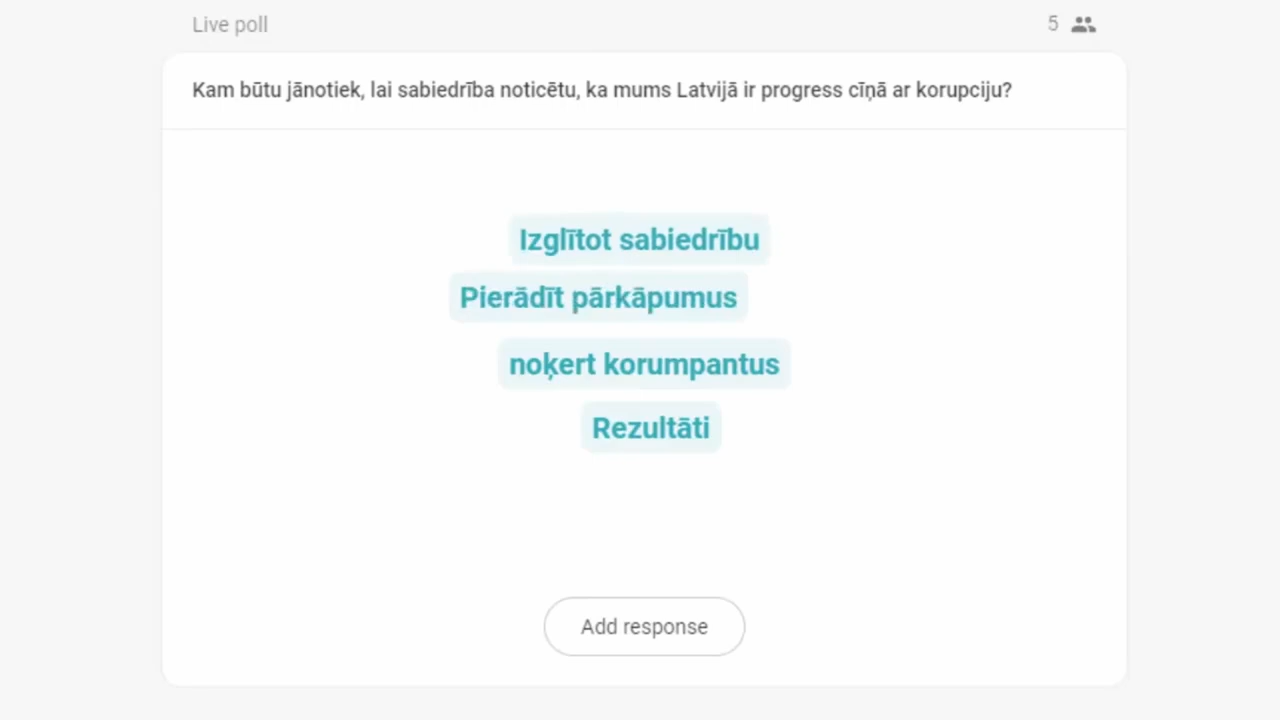 Live poll
5
Kam būtu jānotiek, lai sabiedrība noticētu, ka mums Latvijā ir progress cīņā ar korupciju?
Izglītot sabiedrību
Pierādīt pārkāpumus
noķert korumpantus
Rezultāti
Add response